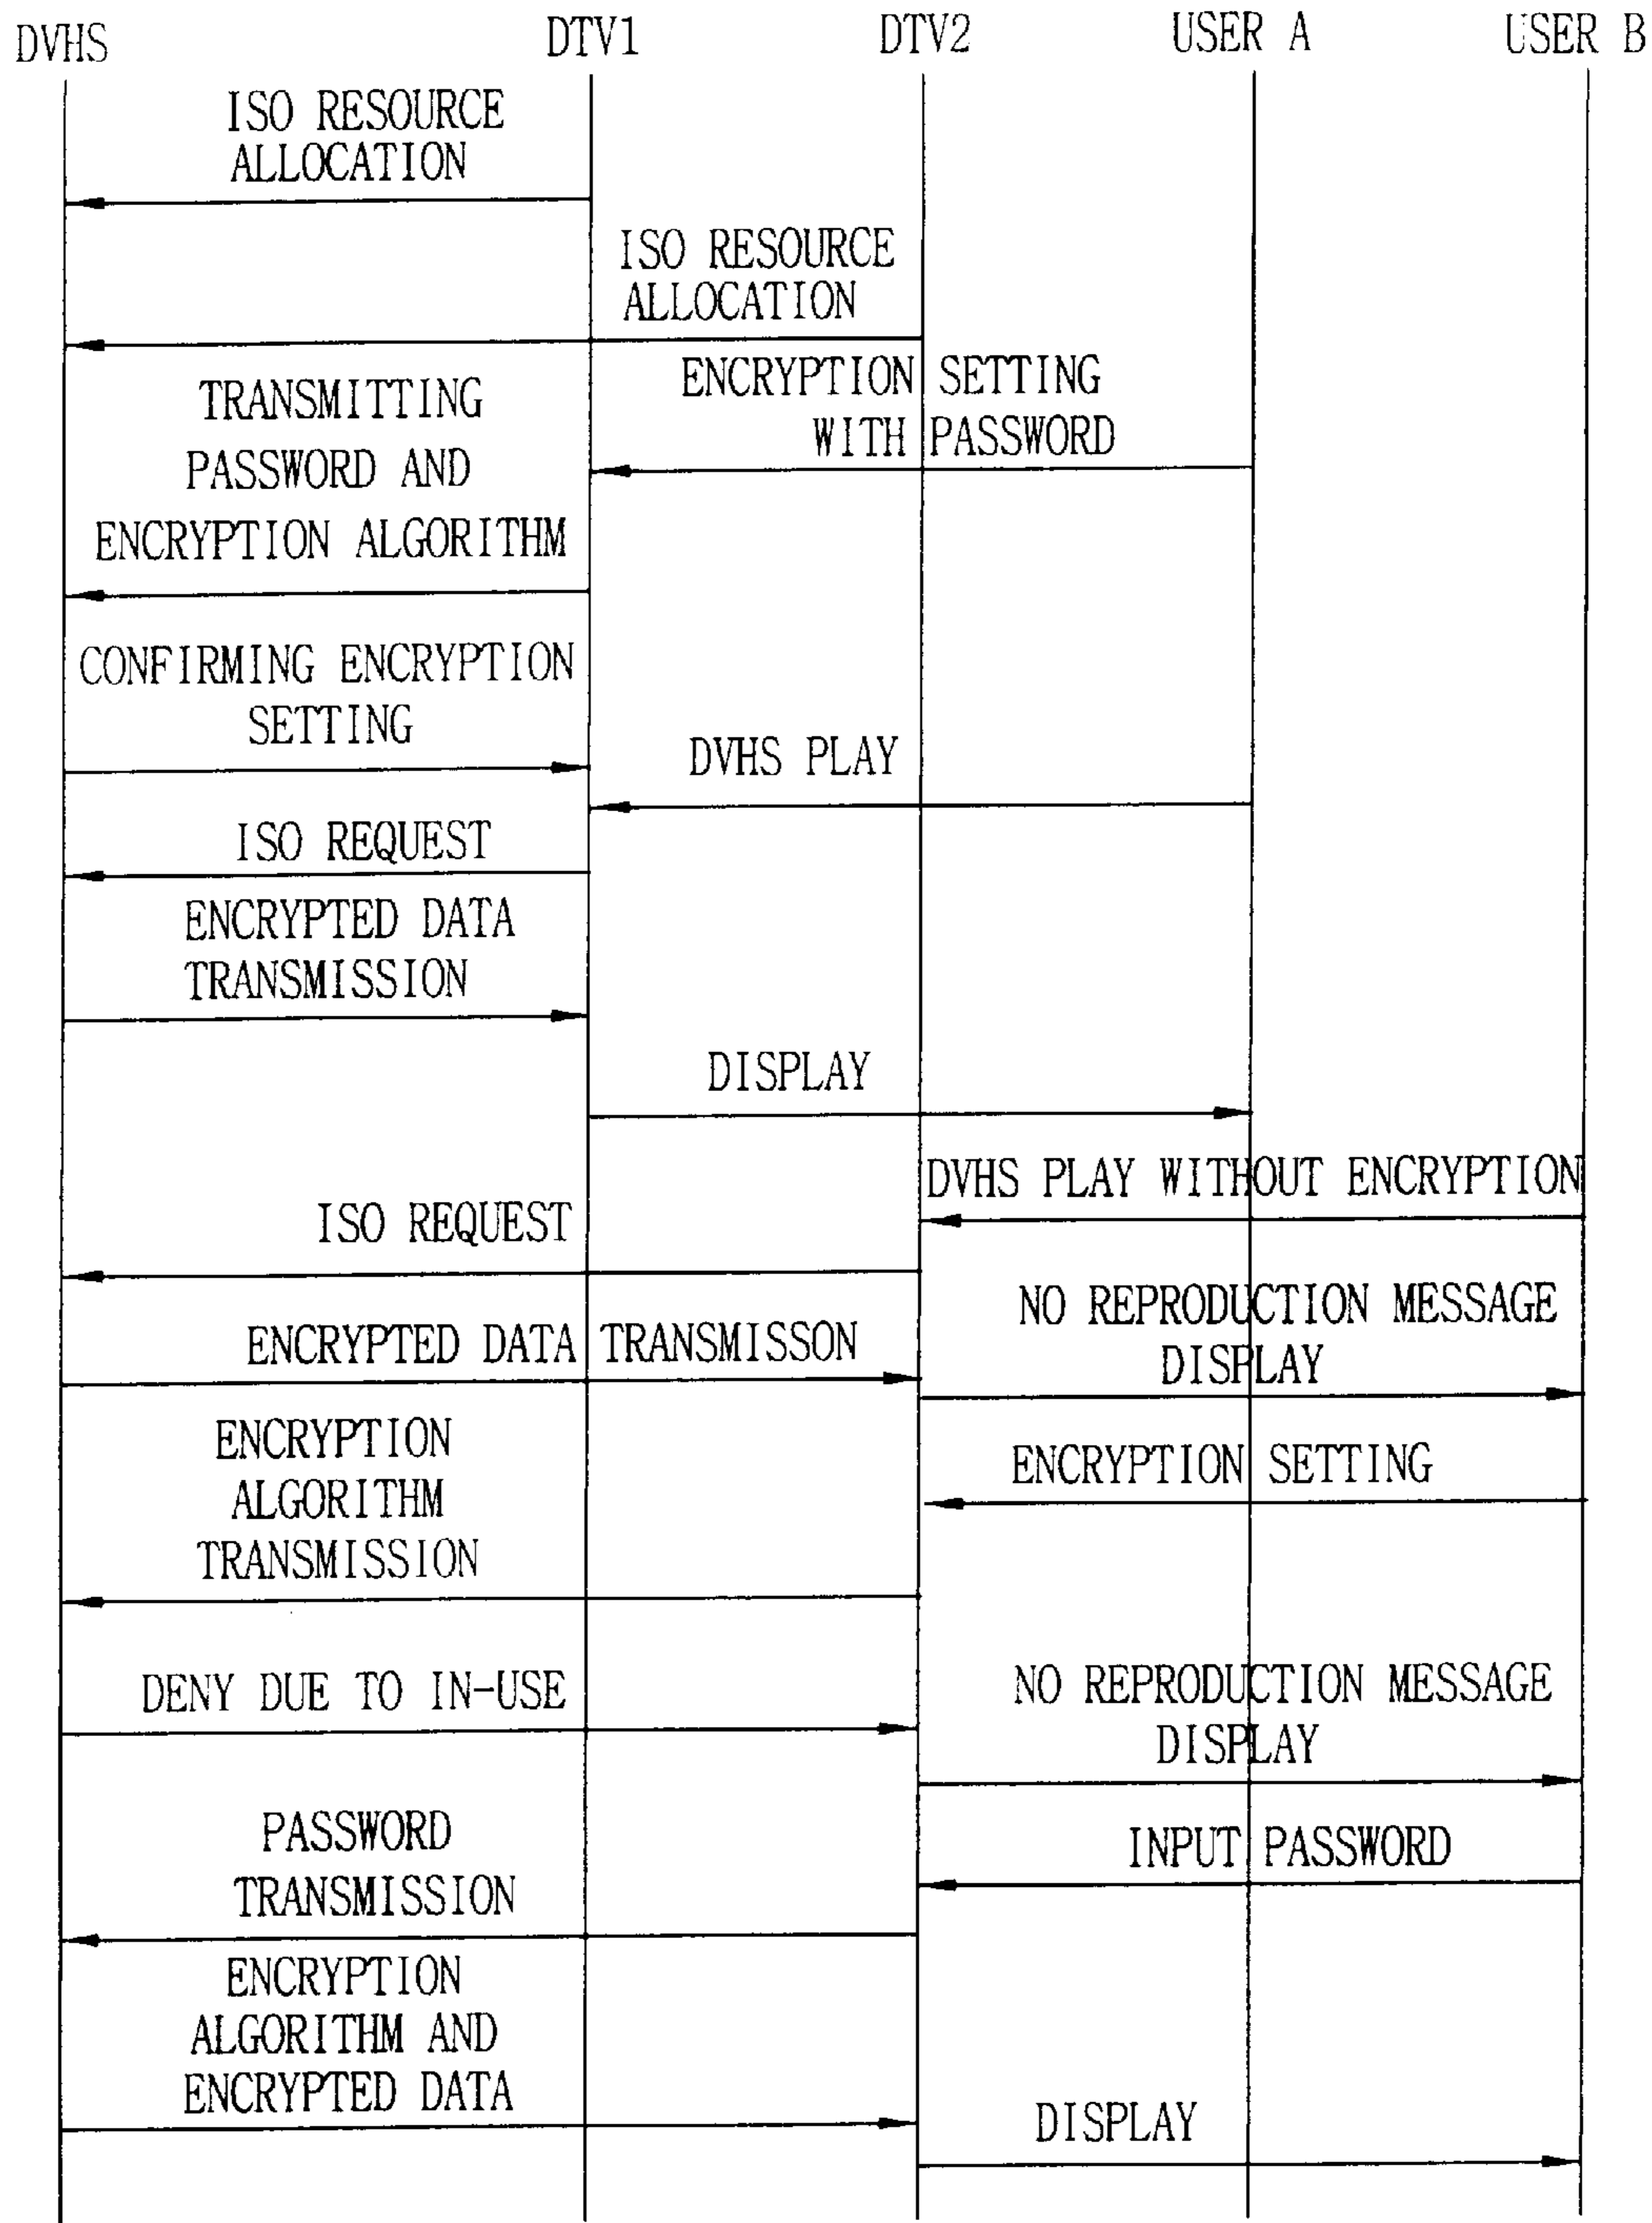 DVHS DTV1 DTV2 USER A USER B
ISO RESOURCE
ALLOCATION
ISO RESOURCE
ALLOCATION
ENCRYPTION SETTING
WITH PASSWORD
TRANSMITTING
PASSWORD AND
ENCRYPTION ALGORITHM
CONFIRMING ENCRYPTION
SETTING
DVHS PLAY
ISO REQUEST
ENCRYPTED DATA
TRANSMISSION
DISPLAY
DVHS PLAY WITHOUT ENCRYPTION
ISO REQUEST
NO REPRODUCTION MESSAGE
DISPLAY
ENCRYPTED DATA TRANSMISSON
ENCRYPTION
ALGORITHM
TRANSMISSION
ENCRYPTION SETTING
DENY DUE TO IN-USE
NO REPRODUCTION MESSAGE
DISPLAY
PASSWORD
TRANSMISSION
INPUT PASSWORD
ENCRYPTION
ALGORITHM AND
ENCRYPTED DATA
DISPLAY